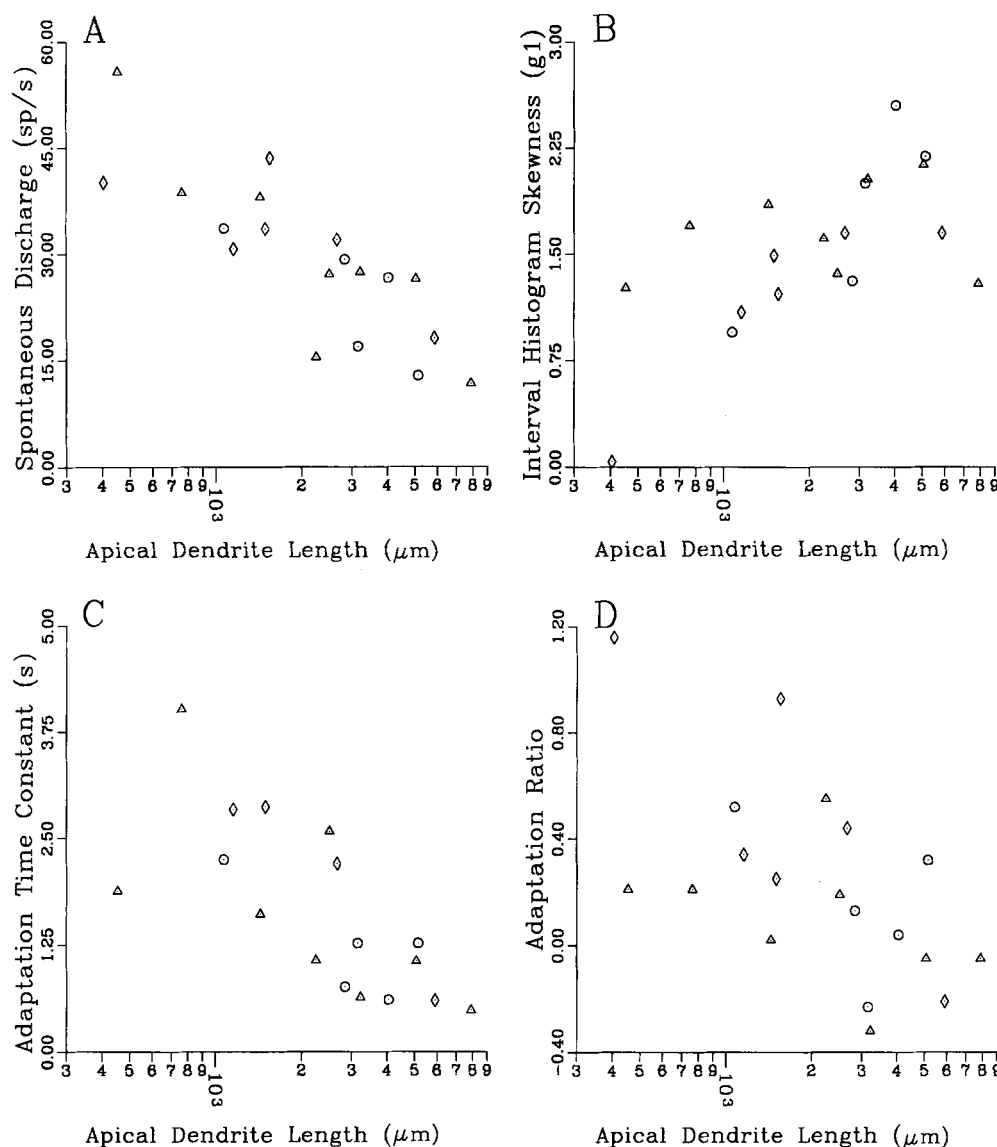 A
Spontaneous Discharge (sp/s)
60.00
45.00
30.00
15.00
0.00
3 4 5 6 7 8 9 10³ 2 3 4 5 6 7 8 9
Apical Dendrite Length (μm)
B
Interval Histogram Skewness (g1)
3.00
2.25
1.50
0.75
0.00
3 4 5 6 7 8 9 10³ 2 3 4 5 6 7 8 9
Apical Dendrite Length (μm)
C
Adaptation Time Constant (s)
5.00
3.75
2.50
1.25
0.00
3 4 5 6 7 8 9 10³ 2 3 4 5 6 7 8 9
Apical Dendrite Length (μm)
D
Adaptation Ratio
1.20
0.80
0.40
0.00
-0.40
3 4 5 6 7 8 9 10³ 2 3 4 5 6 7 8 9
Apical Dendrite Length (μm)